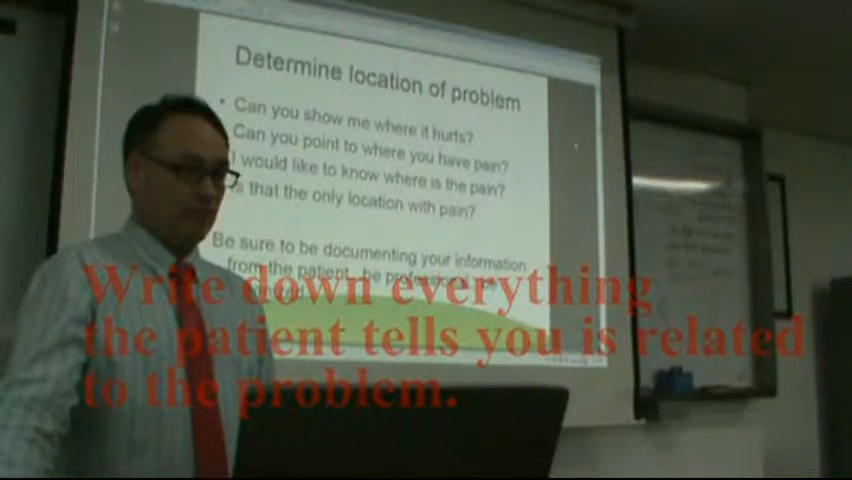 Determine location of problem
• Can you show me where it hurts?
Can you point to where you have pain?
I would like to know where is the pain?
Is that the only location with pain?
Be sure to be documenting your information
from the patient, be
Write down everything
the patient tells you is related
to the problem.